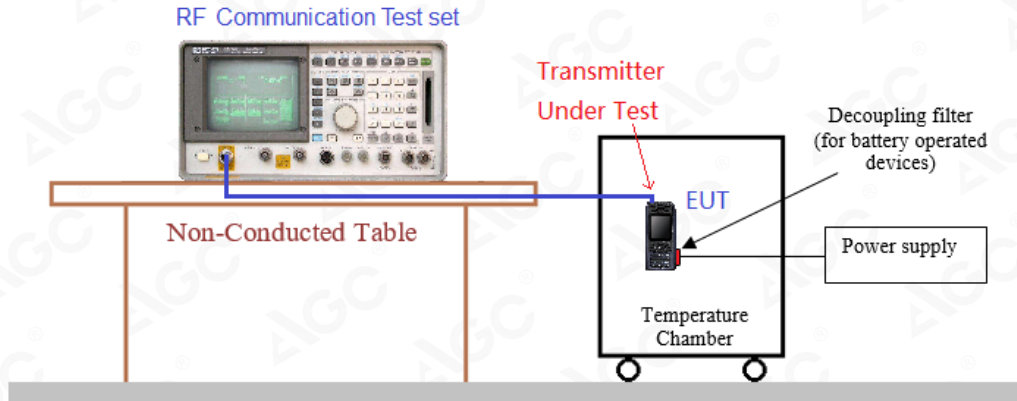 RF Communication Test set
Transmitter
Under Test
Decoupling filter
(for battery operated
devices)
EUT
Non-Conducted Table
Power supply
Temperature
Chamber
AGC